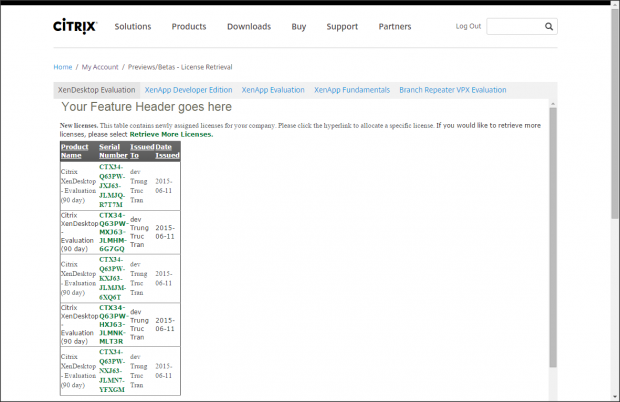 CITRIX
Solutions Products Downloads Buy Support Partners
Log Out
Home / My Account / Previews/Betas - License Retrieval
XenDesktop Evaluation XenApp Developer Edition XenApp Evaluation XenApp Fundamentals Branch Repeater VPX Evaluation
Your Feature Header goes here
New licenses. This table contains newly assigned licenses for your company. Please click the hyperlink to allocate a specific license. If you would like to retrieve more
licenses, please select Retrieve More Licenses.
Product Serial Issued Date
Name Number To Issued
CTX34-
Citrix Q63PW- dev
XenDesktop JXJ63- Trung 2015-
- Evaluation JLMJQ- Truc 06-11
(90 day) R7T7M Tran
Citrix CTX34-
XenDesktop Q63PW- dev
- MXJ63- Trung 2015-
Evaluation JLMHM- Truc 06-11
(90 day) 6G7GQ Tran
CTX34-
Citrix Q63PW- dev
XenDesktop KXJ63- Trung 2015-
- Evaluation JLMJM- Truc 06-11
(90 day) 6XQ6T Tran
Citrix CTX34-
XenDesktop Q63PW- dev
- HXJ63- Trung 2015-
Evaluation JLMNK- Truc 06-11
(90 day) MLT3R Tran
CTX34-
Citrix Q63PW- dev
XenDesktop NXJ63- Trung 2015-
- Evaluation JLMN7- Truc 06-11
(90 day) YFXGM Tran